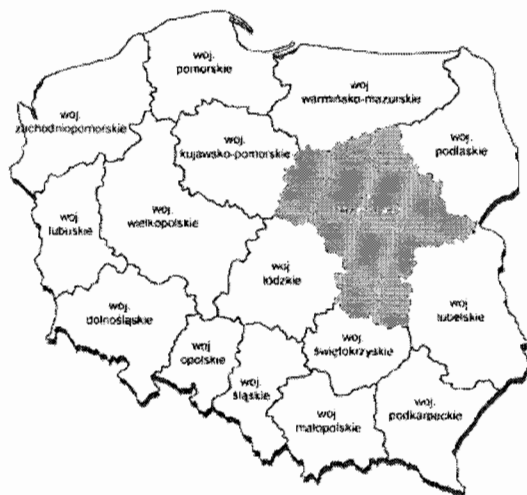 woj.
pomorskie
woj
warmińsko-mazurskie
woj.
zachodniopomorskie
woj.
kujawsko-pomorskie
woj.
podlaskie
woj
lubuskie
woj.
wielkopolskie
woj
łódzkie
woj.
dolnośląskie
woj
lubelskie
woj
opolskie
woj.
śląskie
woj
świętokrzyskie
woj
małopolskie
woj.
podkarpackie